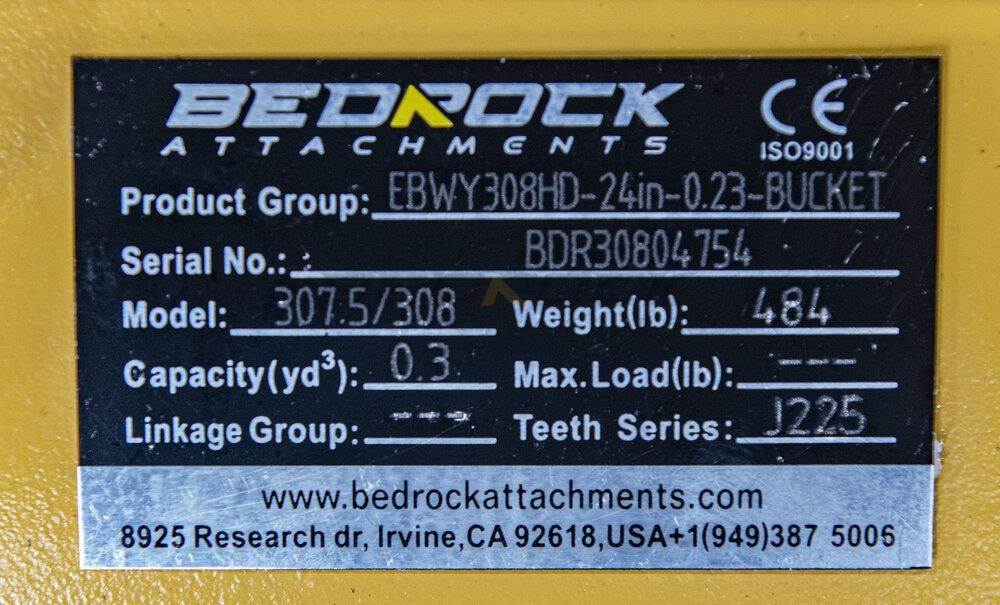 BEDROCK
ATTACHMENTS
CE
ISO9001
Product Group: EBWY308HD-24in-0.23-BUCKET
Serial No.: BDR30804754
Model: 307.5/308 Weight(lb): 484
Capacity(yd³): 0.3 Max.Load(lb): ---
Linkage Group: --- Teeth Series: J225
www.bedrockattachments.com
8925 Research dr, Irvine,CA 92618,USA+1(949)387 5006